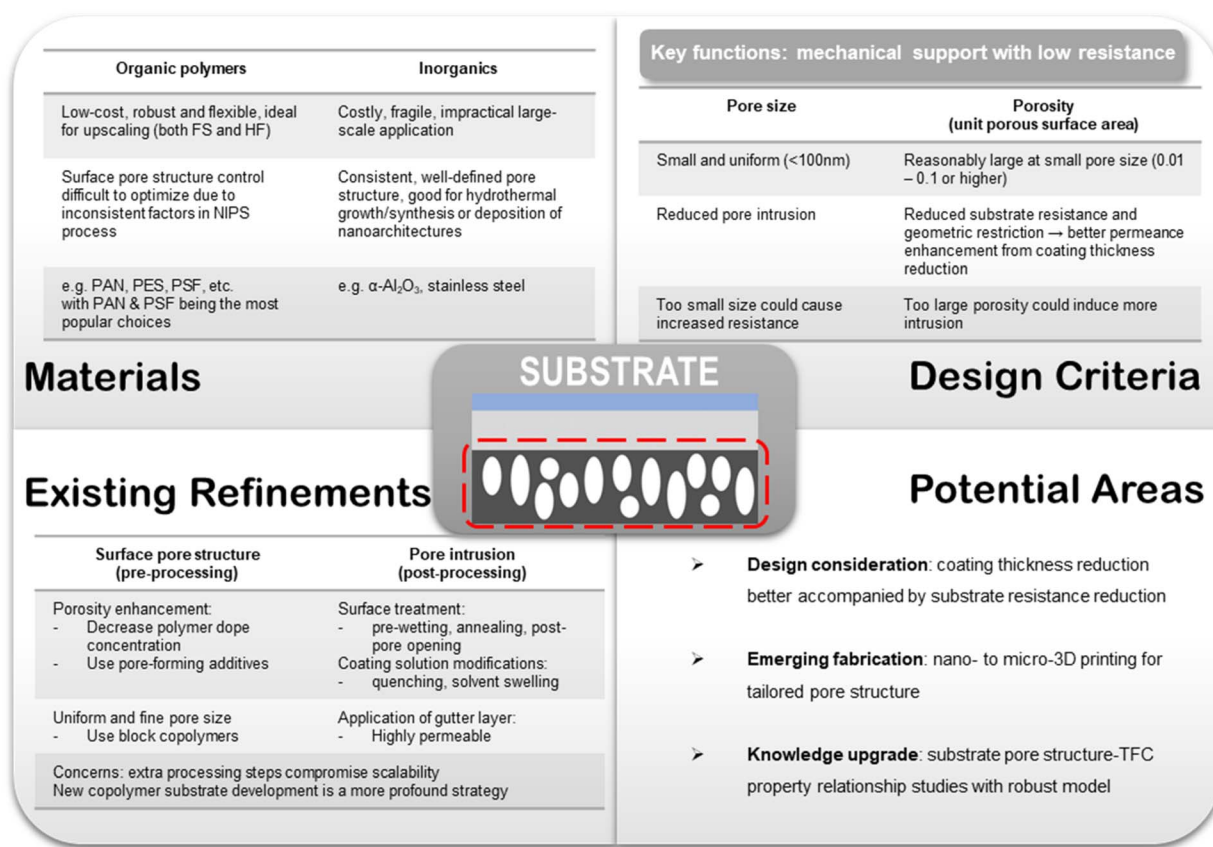 Organic polymers
Inorganics
Low-cost, robust and flexible, ideal
for upscaling (both FS and HF)
Costly, fragile, impractical large-
scale application
Surface pore structure control
difficult to optimize due to
inconsistent factors in NIPS
process
Consistent, well-defined pore
structure, good for hydrothermal
growth/synthesis or deposition of
nanoarchitectures
e.g. PAN, PES, PSF, etc.
with PAN & PSF being the most
popular choices
e.g. α-Al₂O₃, stainless steel
Materials
Key functions: mechanical support with low resistance
Pore size
Porosity
(unit porous surface area)
Small and uniform (<100nm)
Reasonably large at small pore size (0.01
– 0.1 or higher)
Reduced pore intrusion
Reduced substrate resistance and
geometric restriction → better permeance
enhancement from coating thickness
reduction
Too small size could cause
increased resistance
Too large porosity could induce more
intrusion
Design Criteria
SUBSTRATE
Existing Refinements
Surface pore structure
(pre-processing)
Pore intrusion
(post-processing)
Porosity enhancement:
- Decrease polymer dope
concentration
- Use pore-forming additives
Surface treatment:
- pre-wetting, annealing, post-
pore opening
Coating solution modifications:
- quenching, solvent swelling
Uniform and fine pore size
- Use block copolymers
Application of gutter layer:
- Highly permeable
Concerns: extra processing steps compromise scalability
New copolymer substrate development is a more profound strategy
Potential Areas
➢ Design consideration: coating thickness reduction
better accompanied by substrate resistance reduction
➢ Emerging fabrication: nano- to micro-3D printing for
tailored pore structure
➢ Knowledge upgrade: substrate pore structure-TFC
property relationship studies with robust model